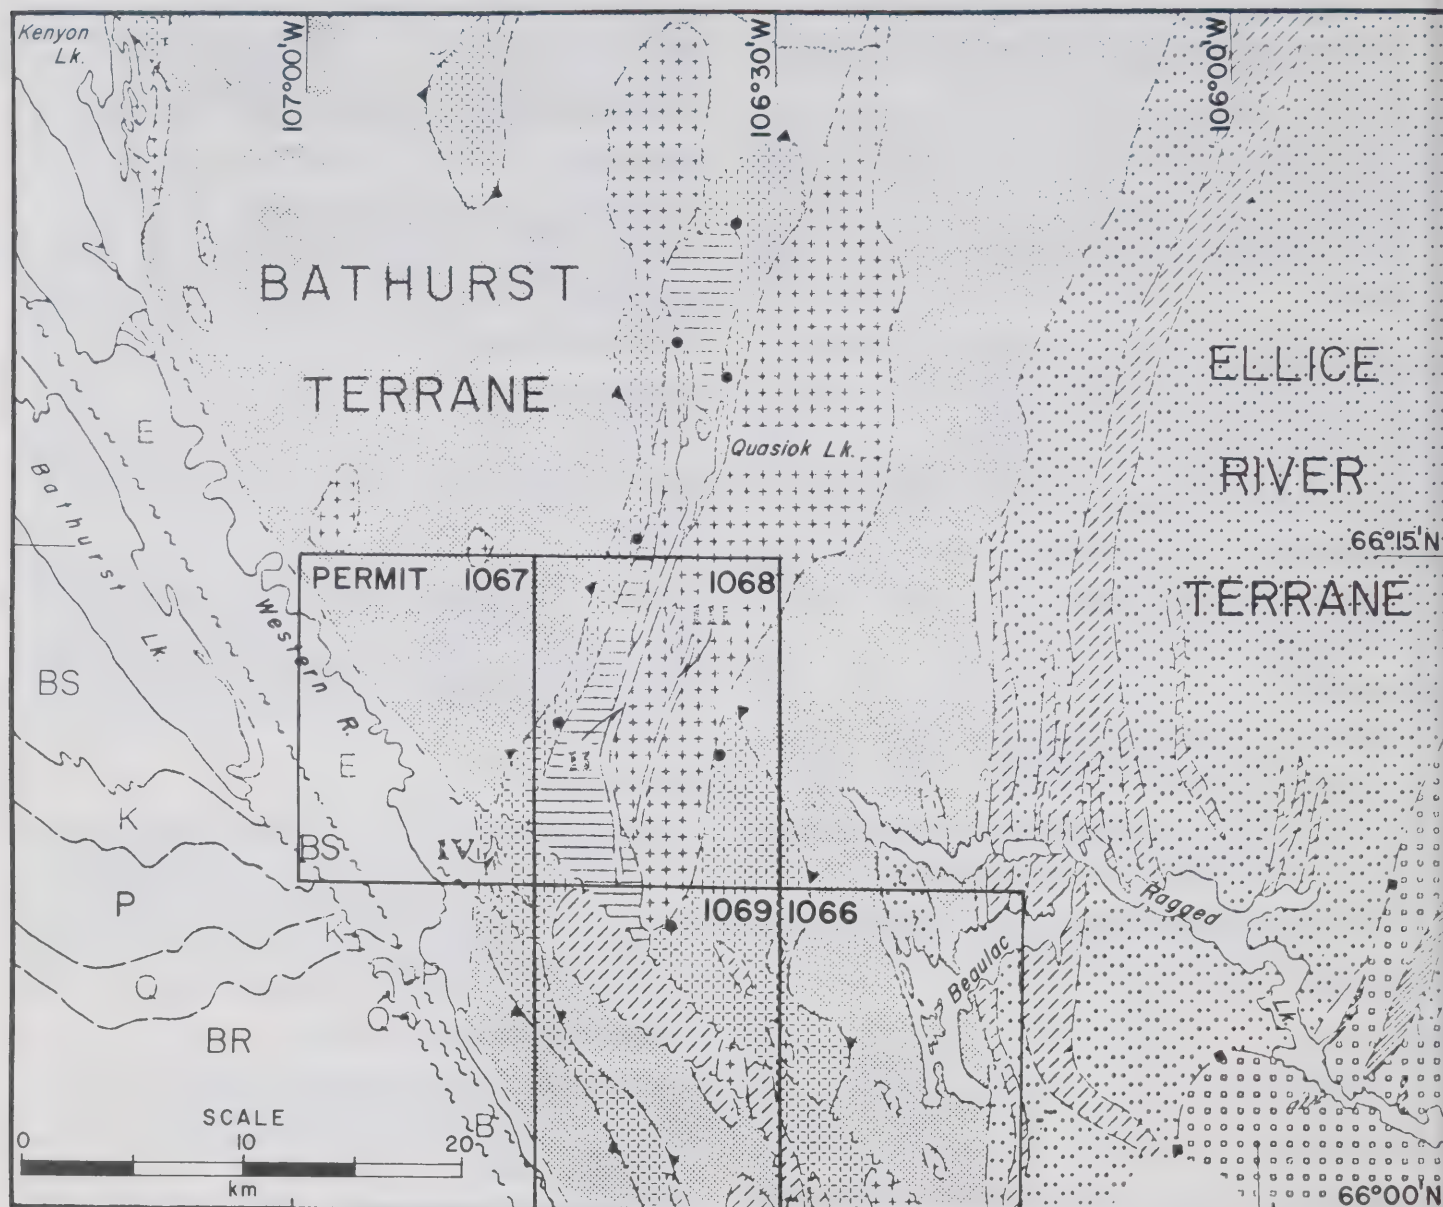 Kenyon
Lk.
107°00'W
106°30'W
106°00'W
BATHURST
TERRANE
ELLICE
RIVER
TERRANE
E
Bathurst
Lk.
Quasiok Lk.
66°15'N
PERMIT 1067
1068
III
Western R.
BS
E
K
BS
IV
P
1069
1066
Ragged
Lk.
Begulac
K
Q
P
Q
BR
B
SCALE
0 10 20
km
66°00'N